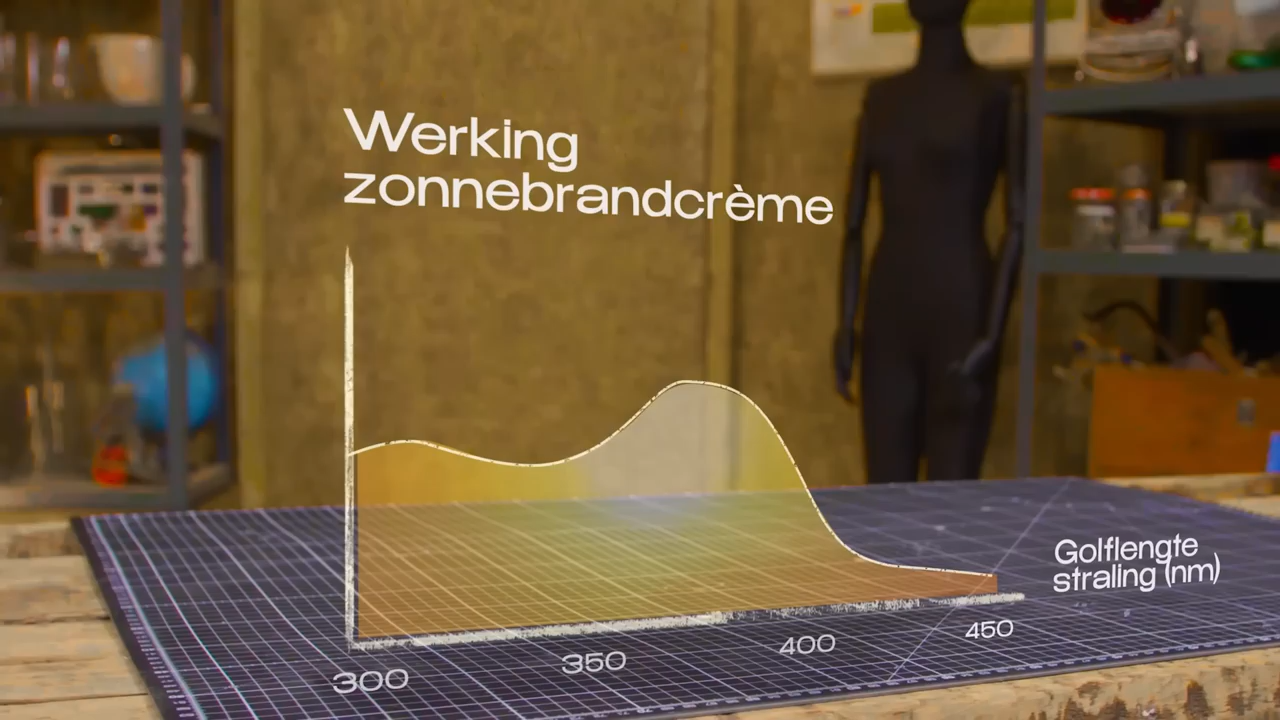 Werking
zonnebrandcrème
Golflengte
straling (nm)
300
350
400
450